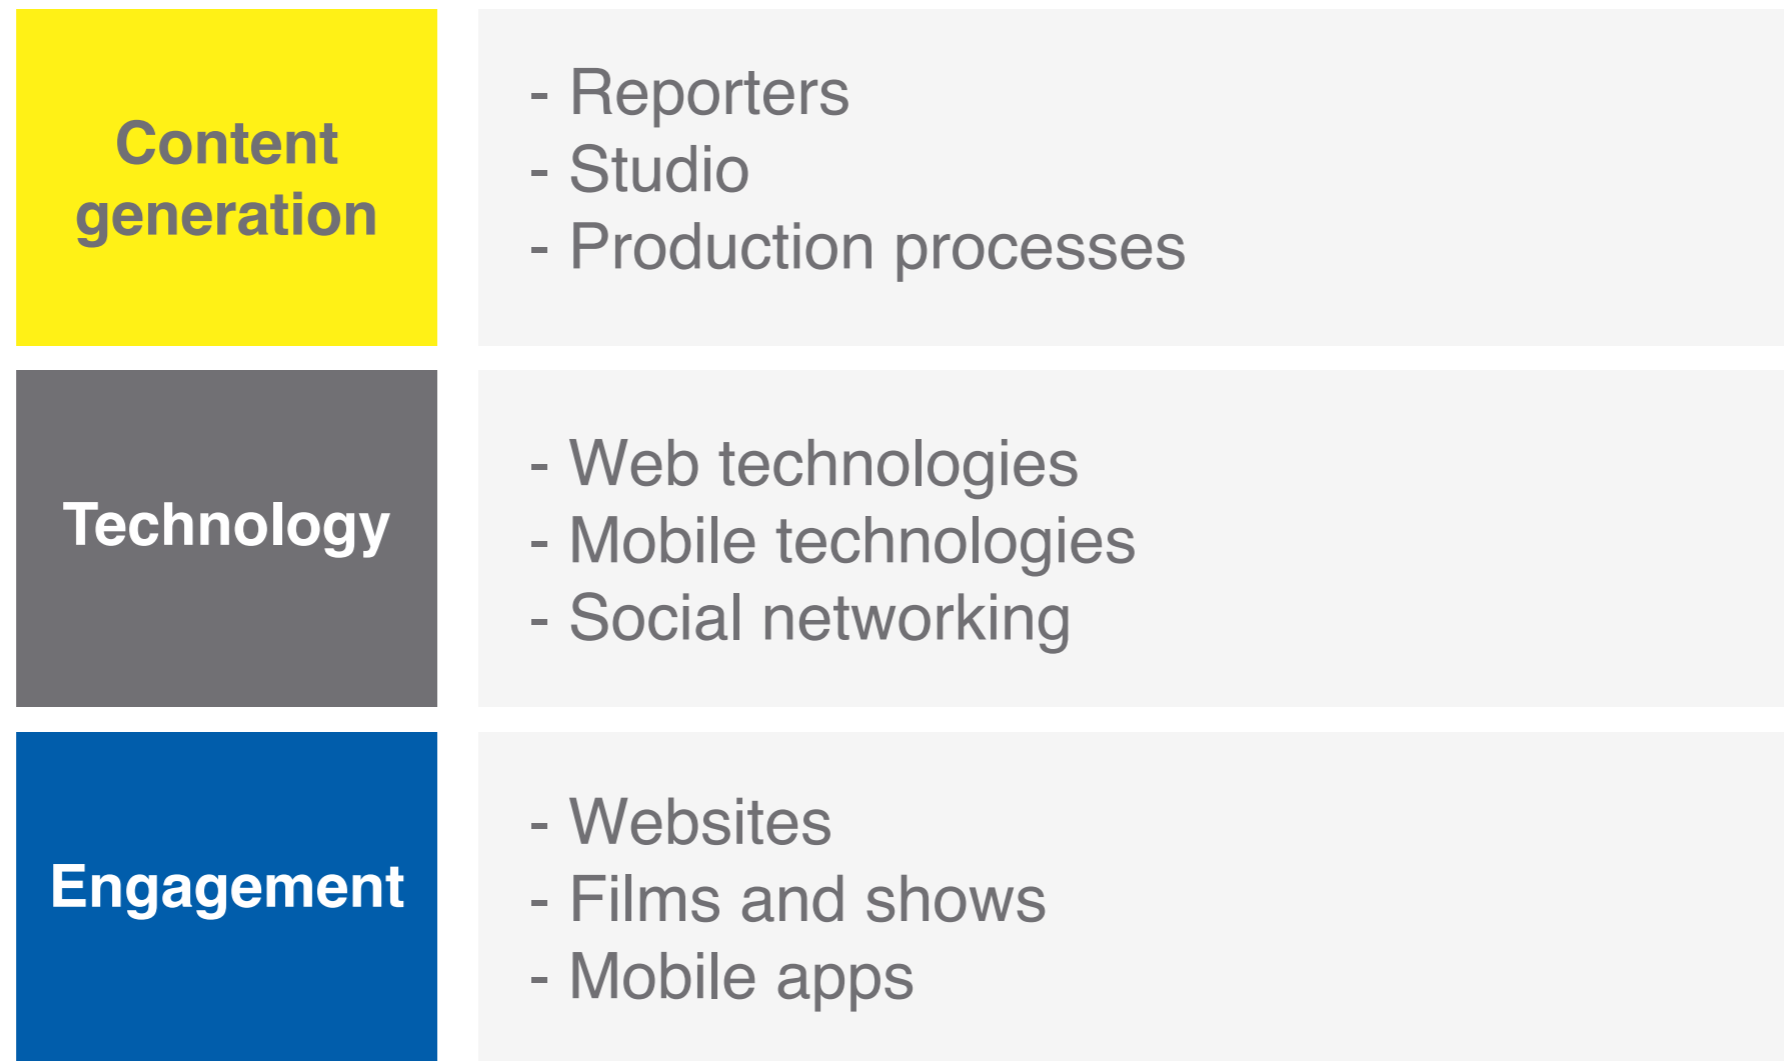 Content
generation
- Reporters
- Studio
- Production processes
Technology
- Web technologies
- Mobile technologies
- Social networking
Engagement
- Websites
- Films and shows
- Mobile apps